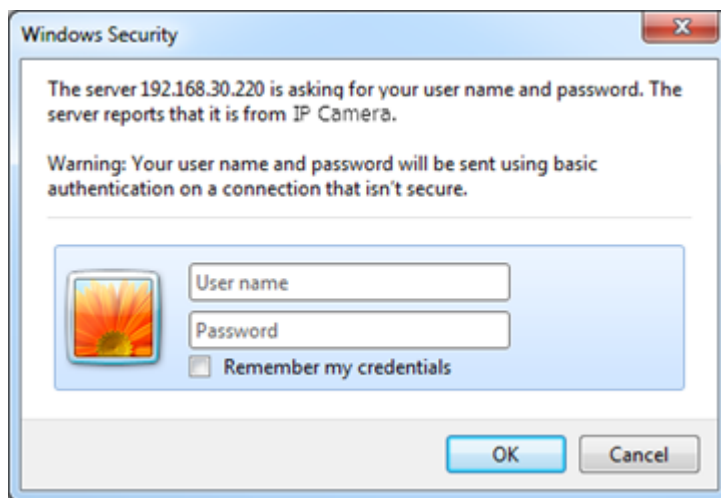 Windows Security
The server 192.168.30.220 is asking for your user name and password. The
server reports that it is from IP Camera.
Warning: Your user name and password will be sent using basic
authentication on a connection that isn't secure.
User name
Password
Remember my credentials
OK
Cancel